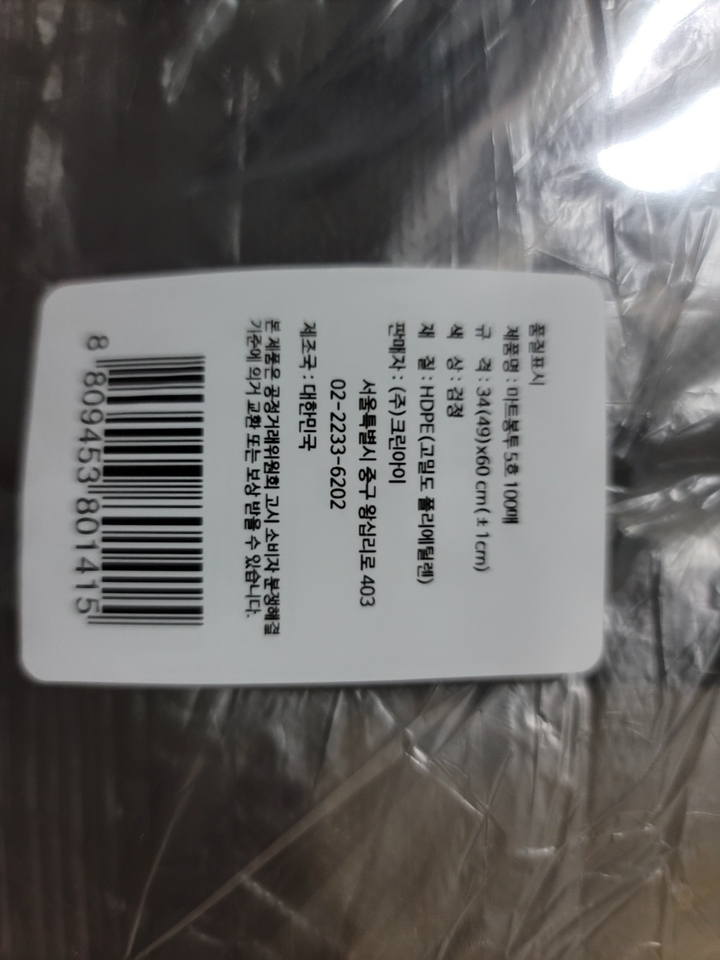 품질표시
제품명 : 마트봉투 5호 100매
규 격 : 34(49)x60 cm(±1cm)
색 상 : 검정
재 질 : HDPE(고밀도 폴리에틸렌)
판매자 : (주)크린아이
서울특별시 중구 왕십리로 403
02-2233-6202
제조국 : 대한민국
본 제품은 공정거래위원회 고시 소비자 분쟁해결
기준에 의거 교환 또는 보상 받을 수 있습니다.
8 809453 801415